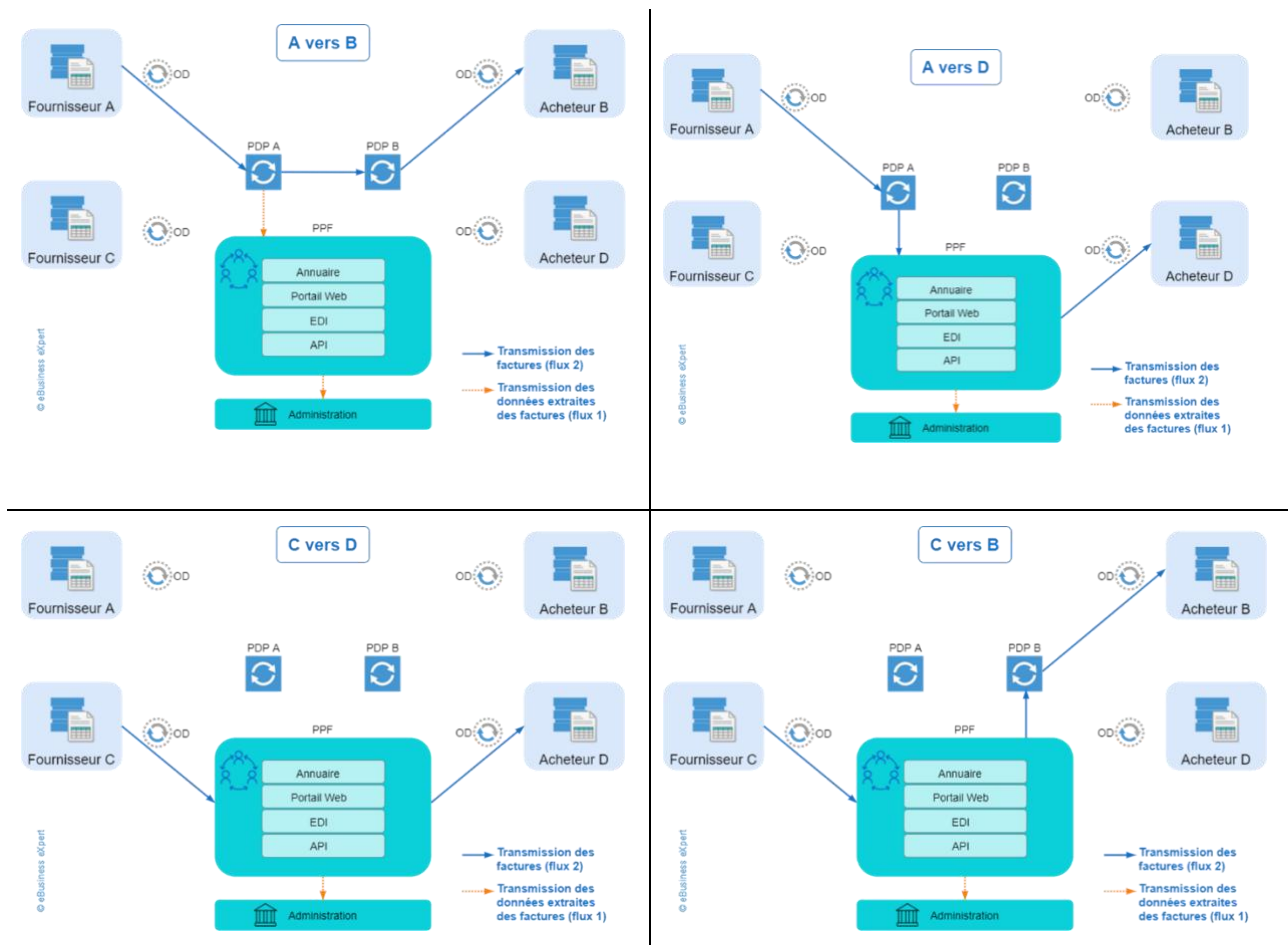 A vers B
OD
OD
Fournisseur A
Acheteur B
PDP A
PDP B
OD
OD
Fournisseur C
Acheteur D
PPF
Annuaire
Portail Web
EDI
API
Transmission des
factures (flux 2)
Transmission des
données extraites
des factures (flux 1)
Administration
© eBusiness eXpert
A vers D
OD
OD
Fournisseur A
Acheteur B
PDP A
PDP B
OD
OD
Fournisseur C
Acheteur D
PPF
Annuaire
Portail Web
EDI
API
Transmission des
factures (flux 2)
Transmission des
données extraites
des factures (flux 1)
Administration
© eBusiness eXpert
C vers D
OD
OD
Fournisseur A
Acheteur B
PDP A
PDP B
OD
OD
Fournisseur C
Acheteur D
PPF
Annuaire
Portail Web
EDI
API
Transmission des
factures (flux 2)
Transmission des
données extraites
des factures (flux 1)
Administration
© eBusiness eXpert
C vers B
OD
OD
Fournisseur A
Acheteur B
PDP A
PDP B
OD
OD
Fournisseur C
Acheteur D
PPF
Annuaire
Portail Web
EDI
API
Transmission des
factures (flux 2)
Transmission des
données extraites
des factures (flux 1)
Administration
© eBusiness eXpert